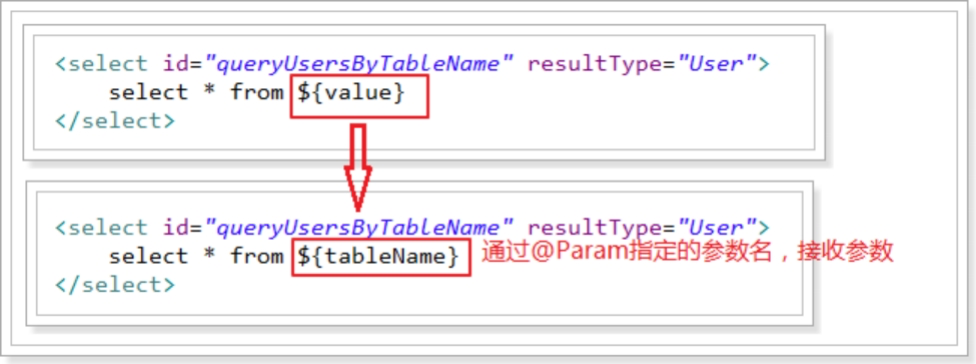 <select id="queryUsersByTableName" resultType="User">
select * from ${value}
</select>
<select id="queryUsersByTableName" resultType="User">
select * from ${tableName} 通过@Param指定的参数名，接收参数
</select>